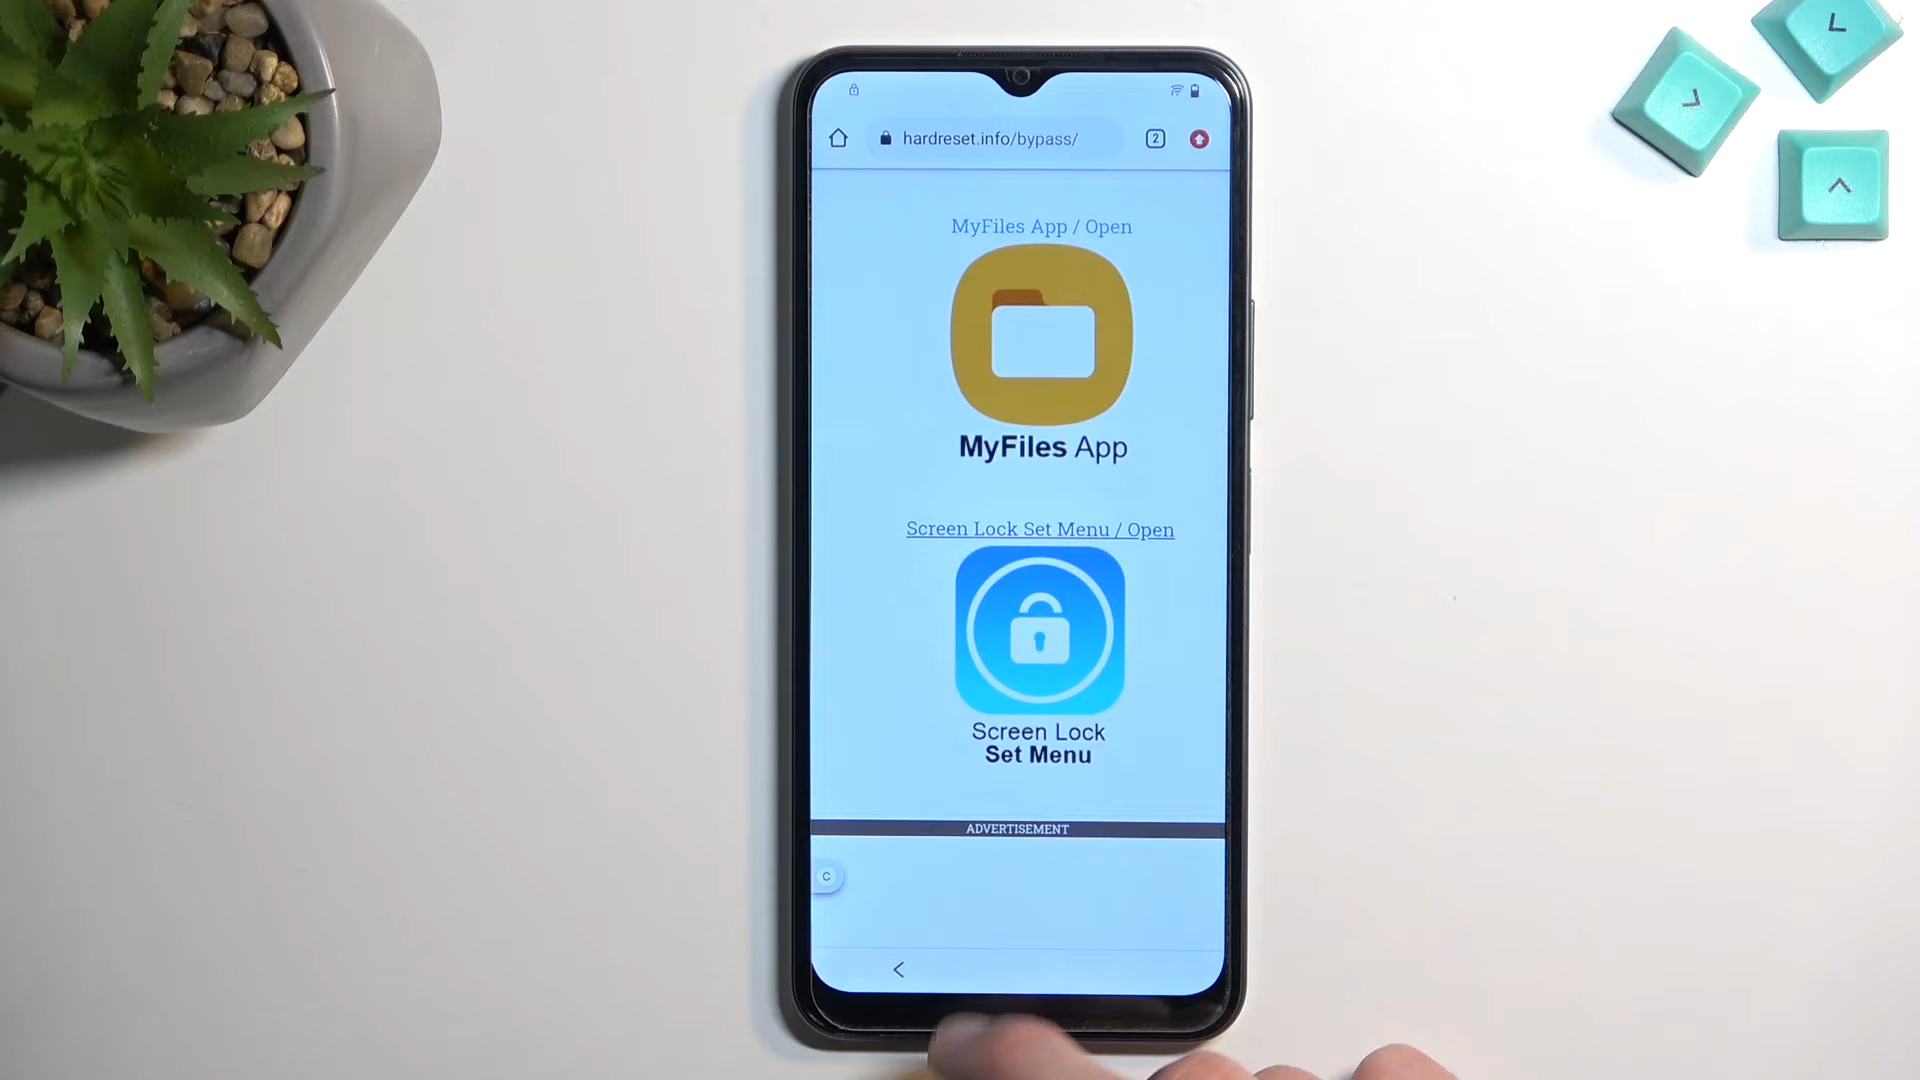 hardreset.info/bypass/
2
MyFiles App / Open
MyFiles App
Screen Lock Set Menu / Open
Screen Lock
Set Menu
ADVERTISEMENT
C